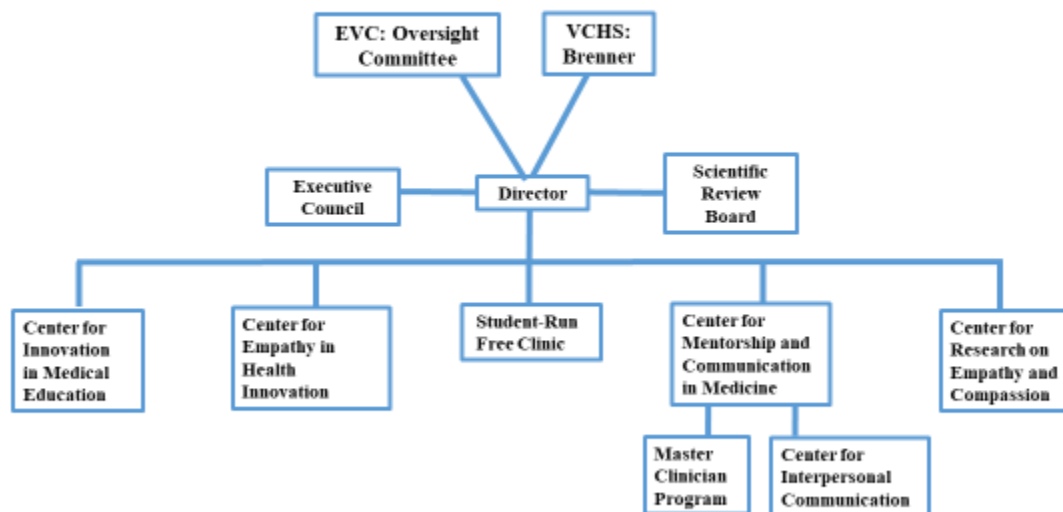 EVC: Oversight
Committee
VCHS:
Brenner
Executive
Council
Director
Scientific
Review
Board
Center for
Innovation
in Medical
Education
Center for
Empathy in
Health
Innovation
Student-Run
Free Clinic
Center for
Mentorship and
Communication
in Medicine
Center for
Research on
Empathy and
Compassion
Master
Clinician
Program
Center for
Interpersonal
Communication